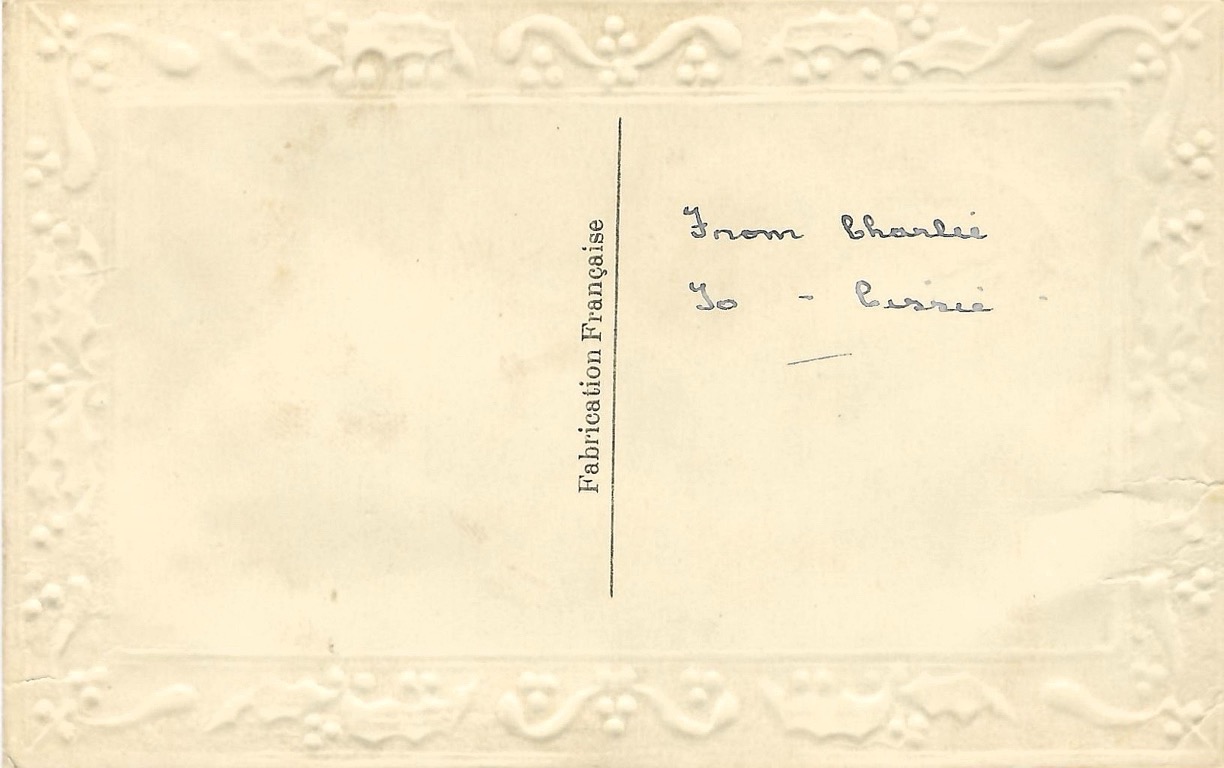 Fabrication Française
From Charlie
To - Cissie